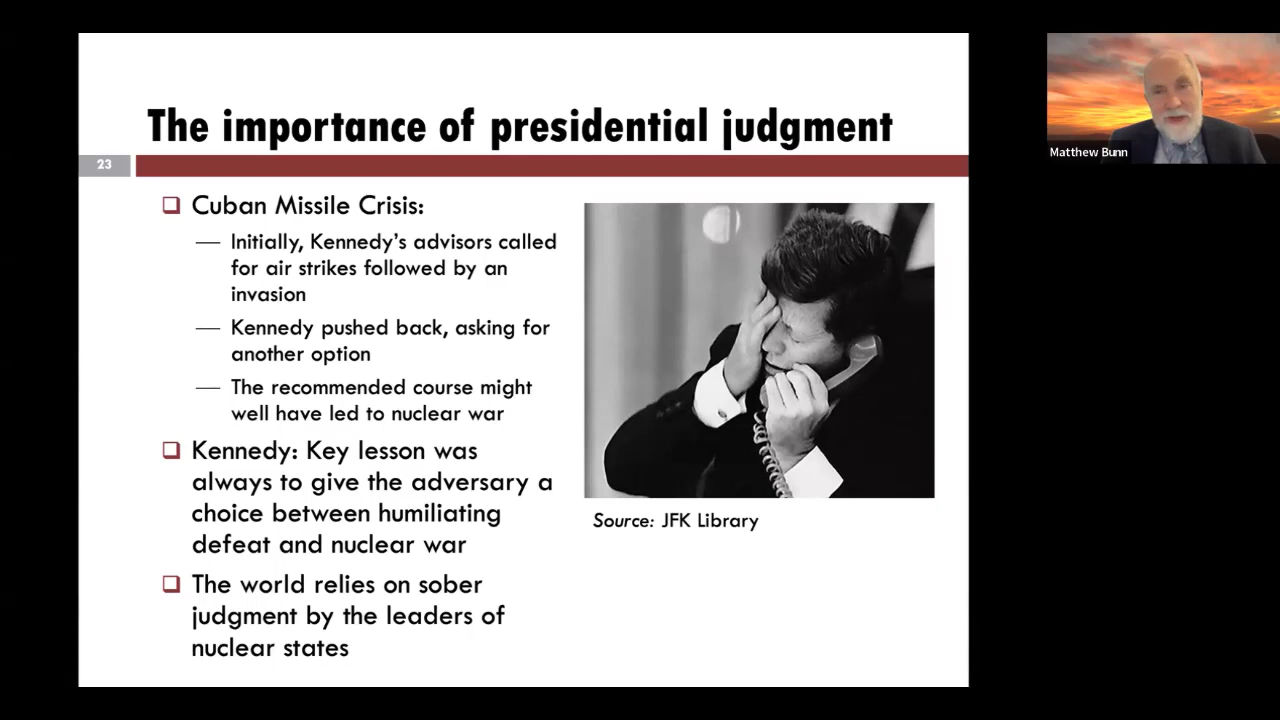 The importance of presidential judgment
23
Cuban Missile Crisis:
— Initially, Kennedy's advisors called
for air strikes followed by an
invasion
— Kennedy pushed back, asking for
another option
— The recommended course might
well have led to nuclear war
Kennedy: Key lesson was
always to give the adversary a
choice between humiliating
defeat and nuclear war
The world relies on sober
judgment by the leaders of
nuclear states
Source: JFK Library
Matthew Bunn